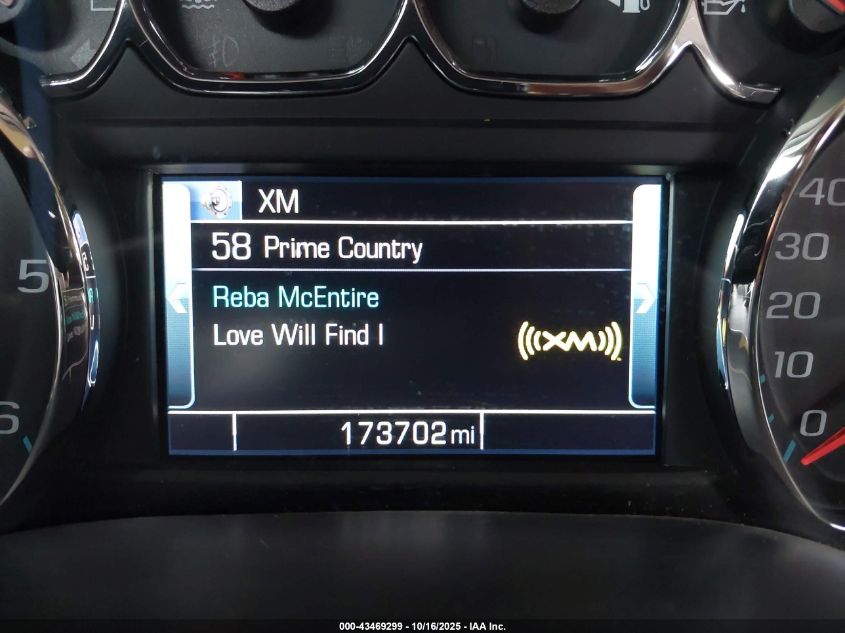 XM
58 Prime Country
Reba McEntire
Love Will Find I
(((XM)))
173702 mi
5
6
40
30
20
10
0
000-43469299 - 10/16/2025 - IAA Inc.